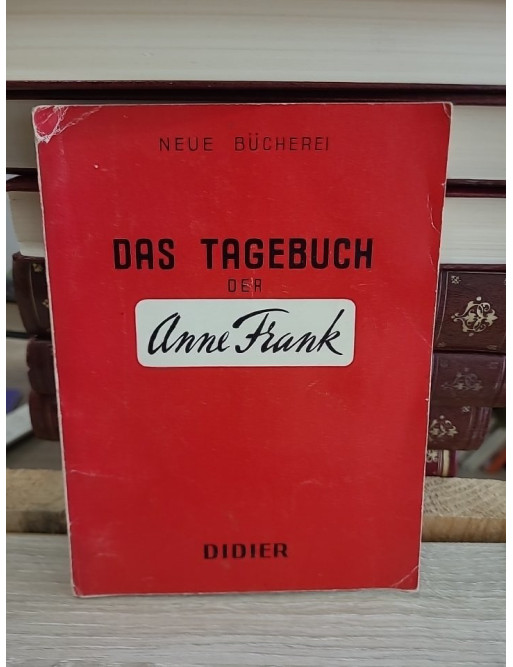 NEUE BÜCHEREI
DAS TAGEBUCH
DER
Anne Frank
DIDIER